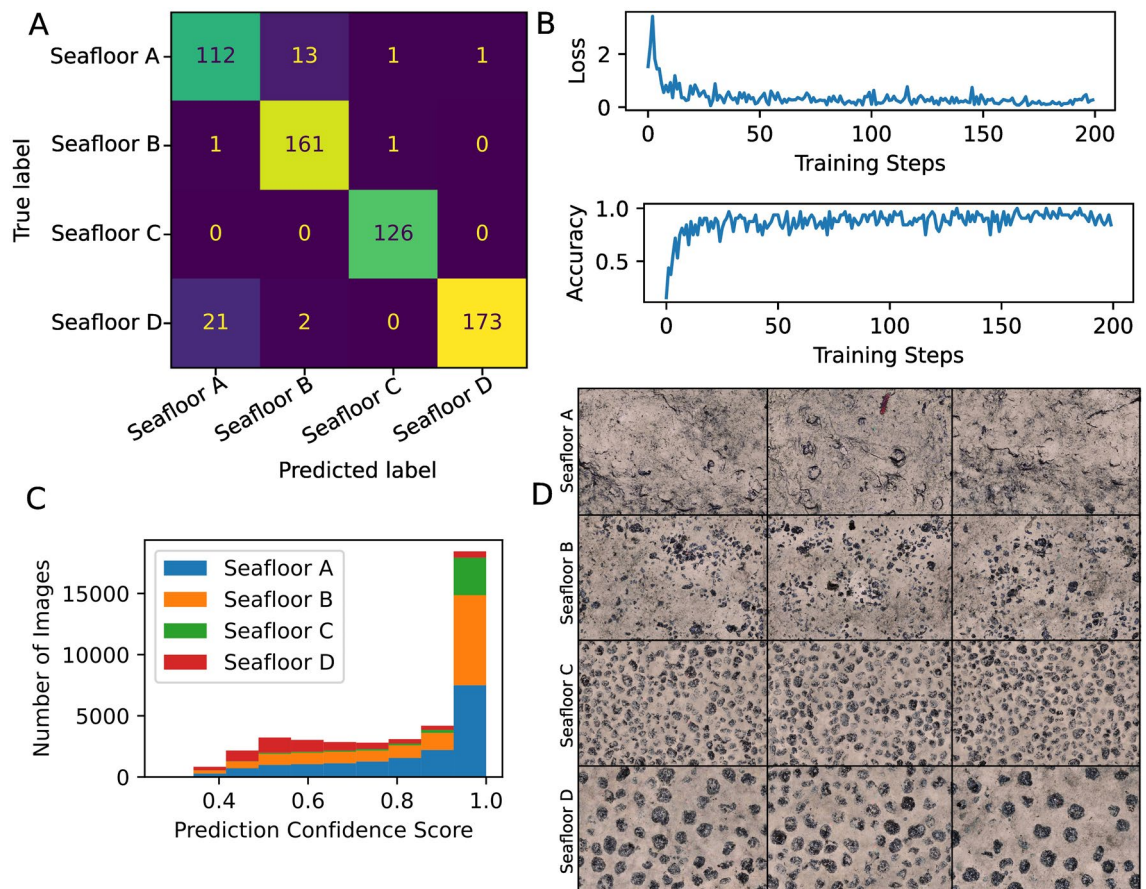 A
Seafloor A
Seafloor B
Seafloor C
Seafloor D
True label
112 13 1 1
1 161 1 0
0 0 126 0
21 2 0 173
Seafloor A
Seafloor B
Seafloor C
Seafloor D
Predicted label
B
Loss
2
0
0 50 100 150 200
Training Steps
Accuracy
1.0
0.5
0 50 100 150 200
Training Steps
C
Number of Images
15000
10000
5000
0
Seafloor A
Seafloor B
Seafloor C
Seafloor D
0.4 0.6 0.8 1.0
Prediction Confidence Score
D
Seafloor A
Seafloor B
Seafloor C
Seafloor D